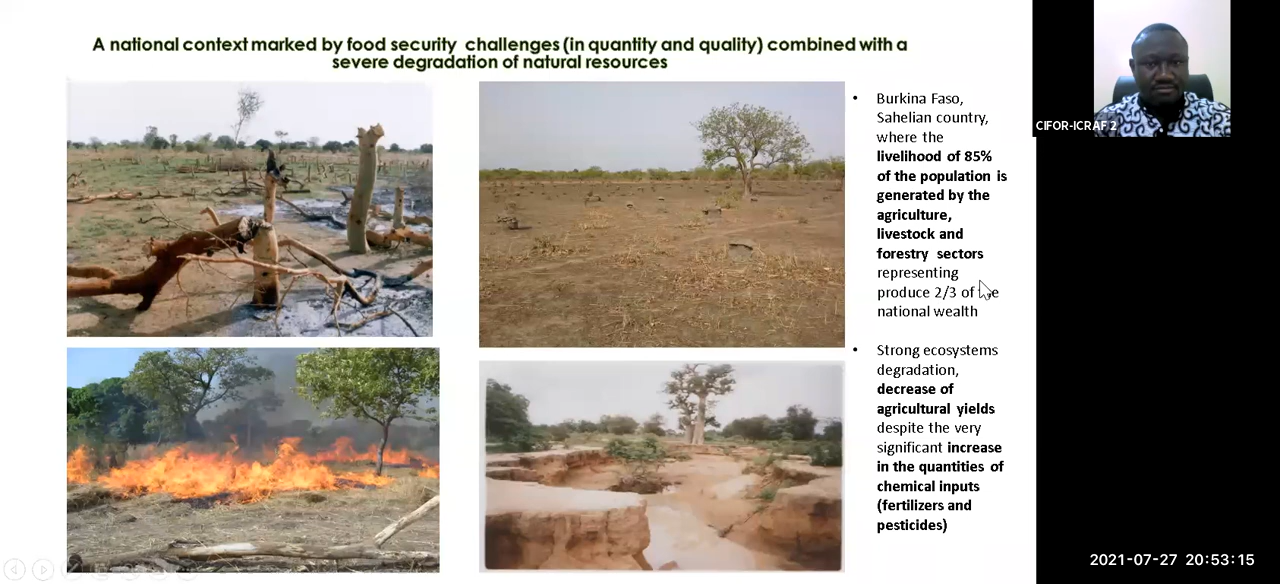 A national context marked by food security challenges (in quantity and quality) combined with a
severe degradation of natural resources
• Burkina Faso,
Sahelian country,
where the
livelihood of 85%
of the population is
generated by the
agriculture,
livestock and
forestry sectors
representing
produce 2/3 of the
national wealth
• Strong ecosystems
degradation,
decrease of
agricultural yields
despite the very
significant increase
in the quantities of
chemical inputs
(fertilizers and
pesticides)
CIFOR-ICRAF 2
2021-07-27 20:53:15